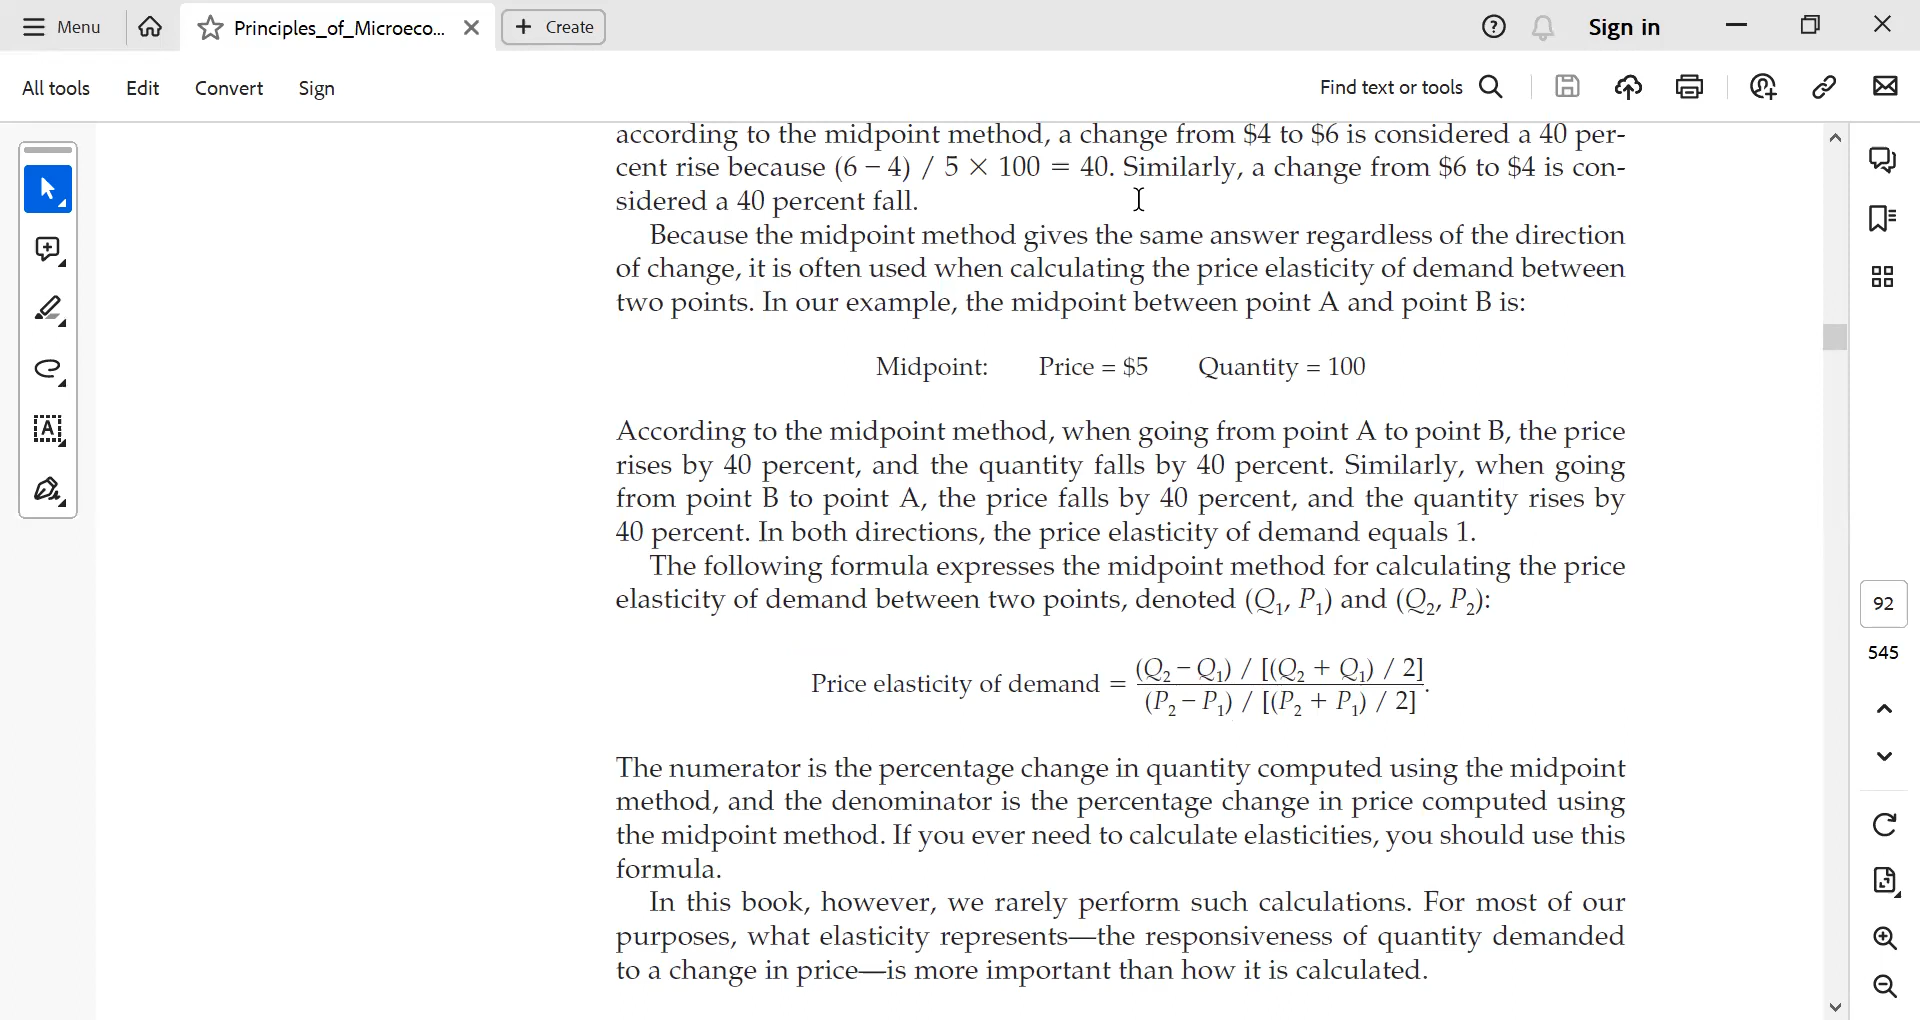 Menu
Principles_of_Microeco...
Create
Sign in
All tools
Edit
Convert
Sign
Find text or tools
according to the midpoint method, a change from $4 to $6 is considered a 40 per-
cent rise because (6 − 4) / 5 × 100 = 40. Similarly, a change from $6 to $4 is con-
sidered a 40 percent fall.
Because the midpoint method gives the same answer regardless of the direction
of change, it is often used when calculating the price elasticity of demand between
two points. In our example, the midpoint between point A and point B is:
Midpoint: Price = $5 Quantity = 100
According to the midpoint method, when going from point A to point B, the price
rises by 40 percent, and the quantity falls by 40 percent. Similarly, when going
from point B to point A, the price falls by 40 percent, and the quantity rises by
40 percent. In both directions, the price elasticity of demand equals 1.
The following formula expresses the midpoint method for calculating the price
elasticity of demand between two points, denoted (Q₁, P₁) and (Q₂, P₂):
Price elasticity of demand = (Q₂ − Q₁) / [(Q₂ + Q₁) / 2]
(P₂ − P₁) / [(P₂ + P₁) / 2].
The numerator is the percentage change in quantity computed using the midpoint
method, and the denominator is the percentage change in price computed using
the midpoint method. If you ever need to calculate elasticities, you should use this
formula.
In this book, however, we rarely perform such calculations. For most of our
purposes, what elasticity represents—the responsiveness of quantity demanded
to a change in price—is more important than how it is calculated.
92
545